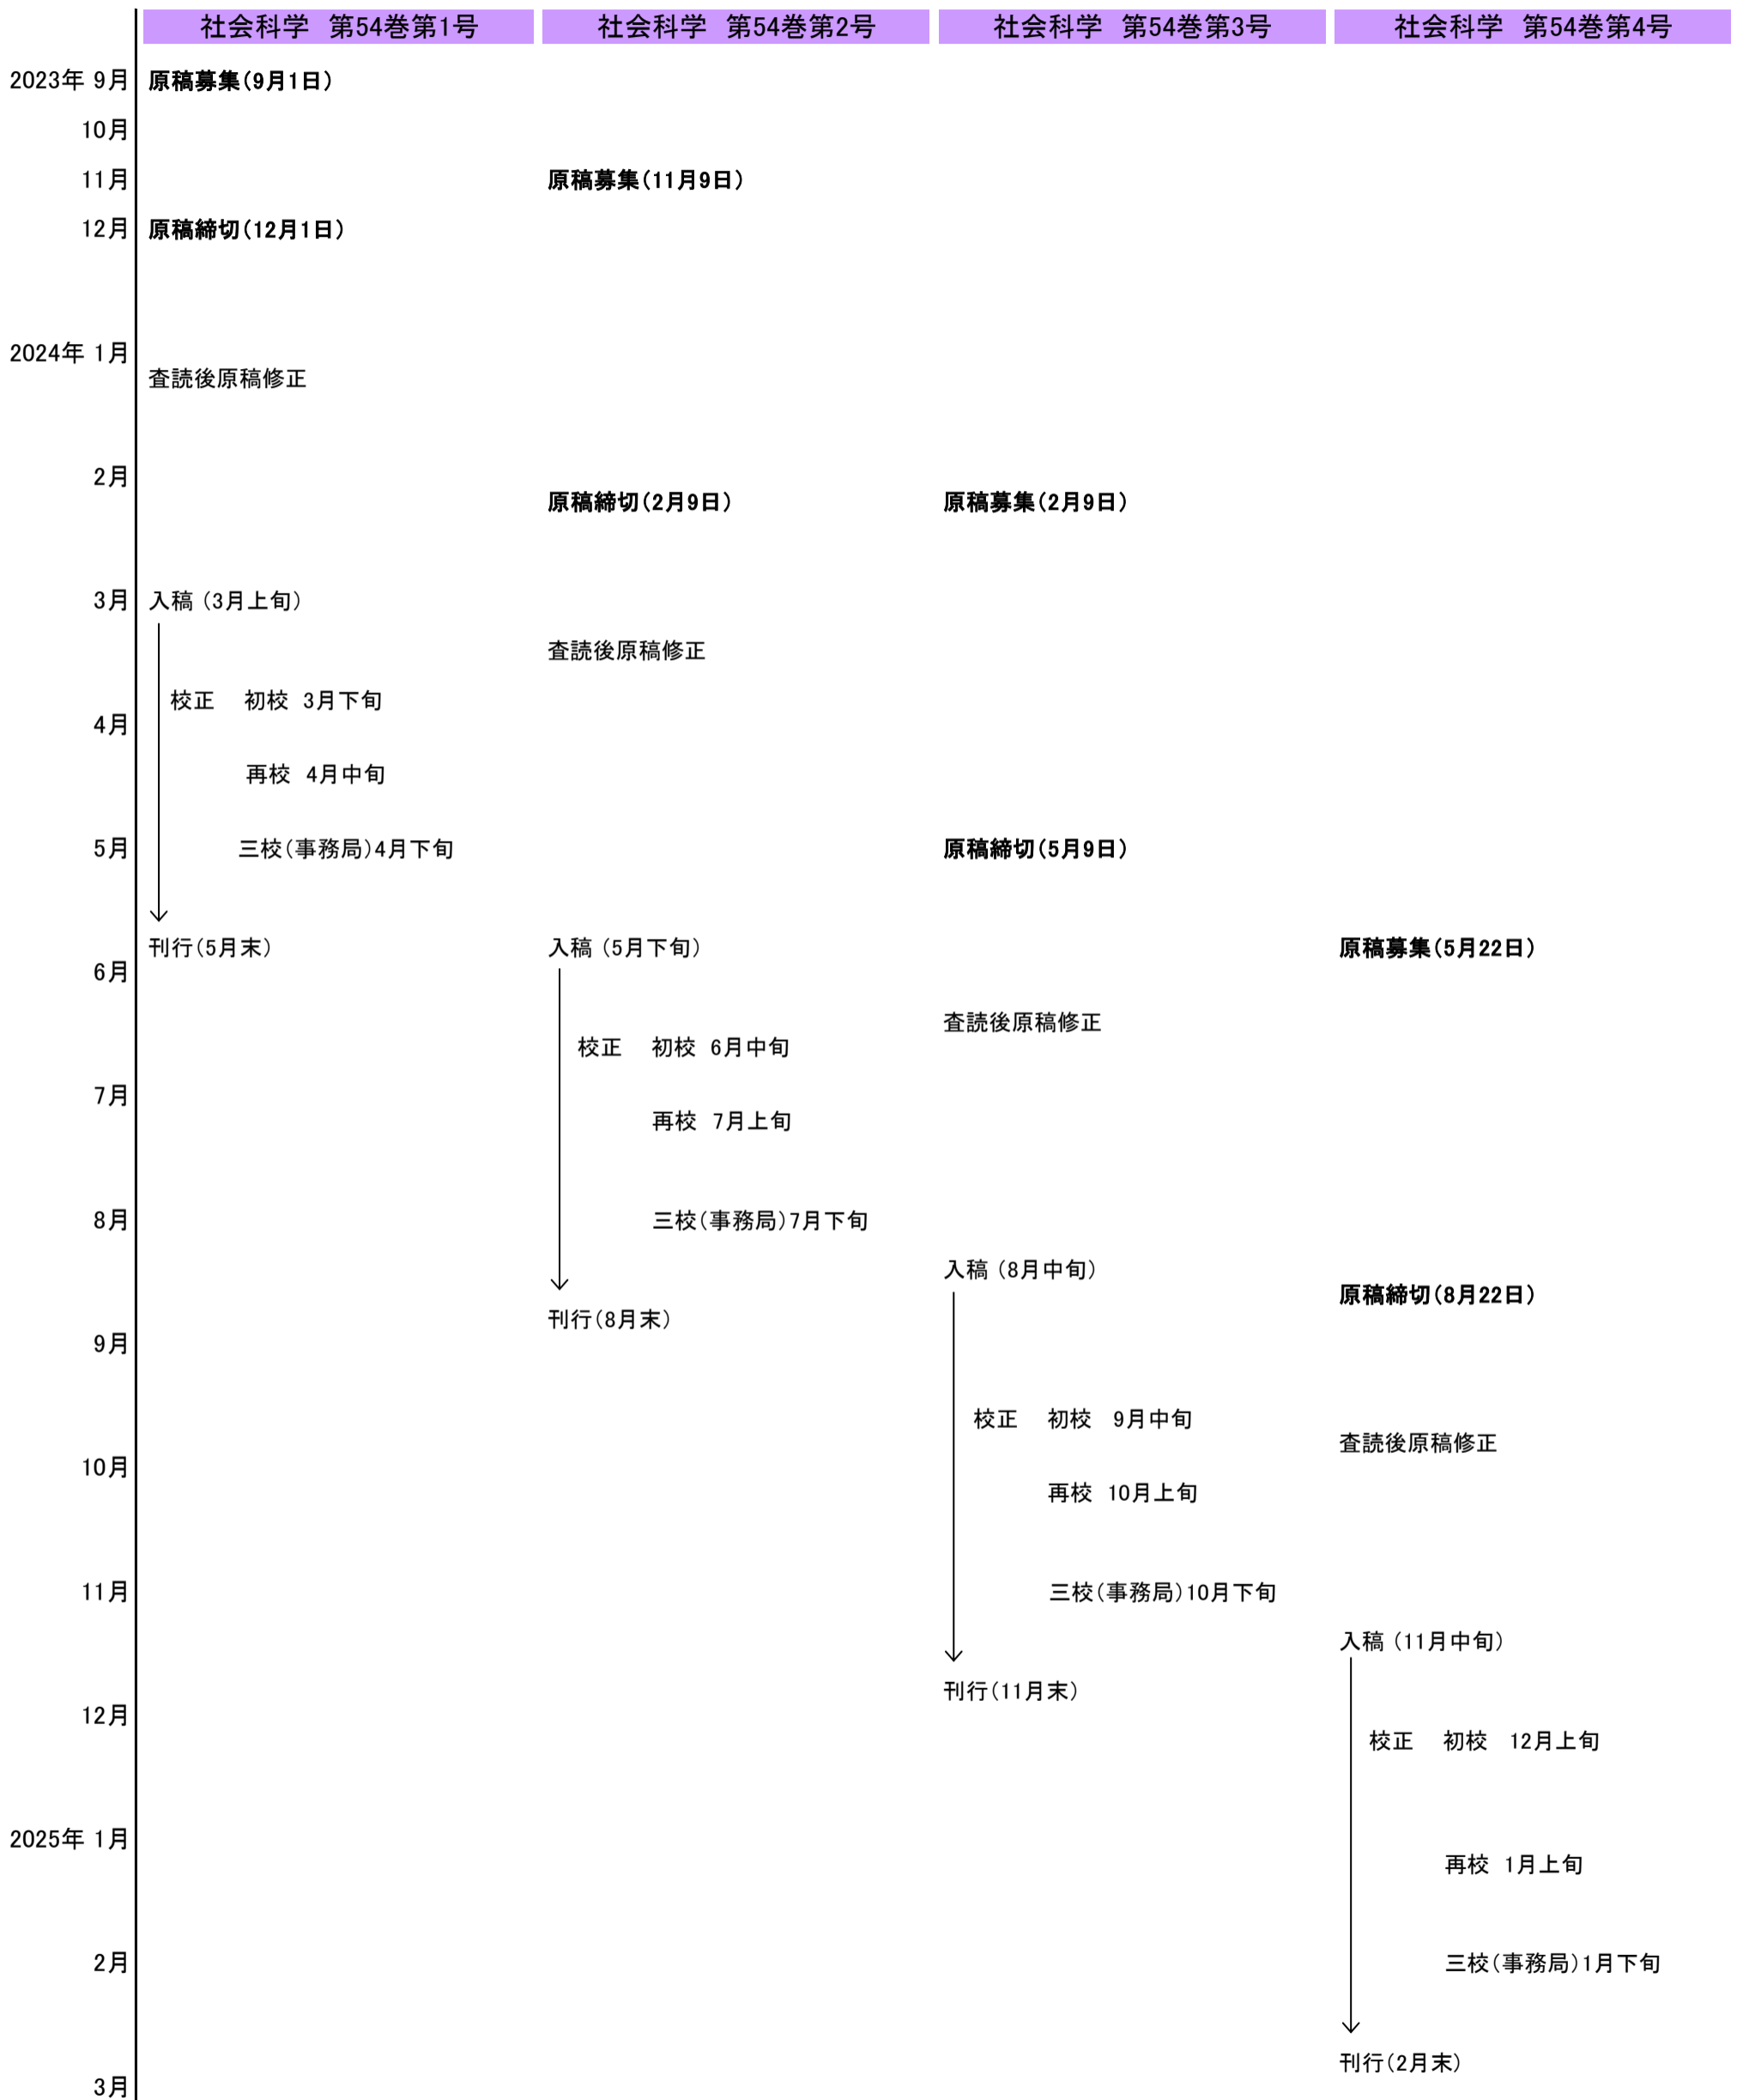 社会科学　第54巻第1号　社会科学　第54巻第2号　社会科学　第54巻第3号　社会科学　第54巻第4号
2023年 9月　原稿募集（9月1日）
10月
11月　原稿募集（11月9日）
12月　原稿締切（12月1日）
2024年 1月
査読後原稿修正
2月
原稿締切（2月9日）　原稿募集（2月9日）
3月　入稿（3月上旬）
査読後原稿修正
校正　初校 3月下旬
4月
再校 4月中旬
5月　三校（事務局）4月下旬　原稿締切（5月9日）
刊行（5月末）　入稿（5月下旬）　原稿募集（5月22日）
6月
査読後原稿修正
校正　初校 6月中旬
7月
再校 7月上旬
8月　三校（事務局）7月下旬
入稿（8月中旬）
原稿締切（8月22日）
刊行（8月末）
9月
校正　初校　9月中旬
査読後原稿修正
10月
再校 10月上旬
11月　三校（事務局）10月下旬
入稿（11月中旬）
刊行（11月末）
12月
校正　初校　12月上旬
2025年 1月
再校 1月上旬
2月　三校（事務局）1月下旬
刊行（2月末）
3月